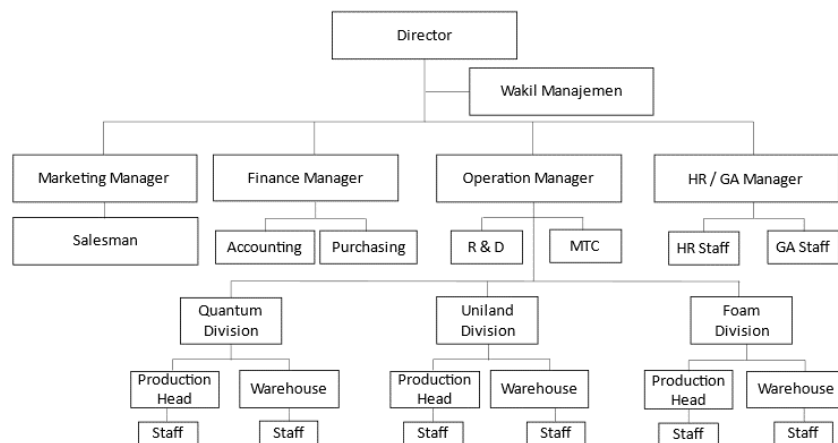 Director
Wakil Manajemen
Marketing Manager
Finance Manager
Operation Manager
HR / GA Manager
Salesman
Accounting
Purchasing
R & D
MTC
HR Staff
GA Staff
Quantum
Division
Uniland
Division
Foam
Division
Production
Head
Warehouse
Production
Head
Warehouse
Production
Head
Warehouse
Staff
Staff
Staff
Staff
Staff
Staff